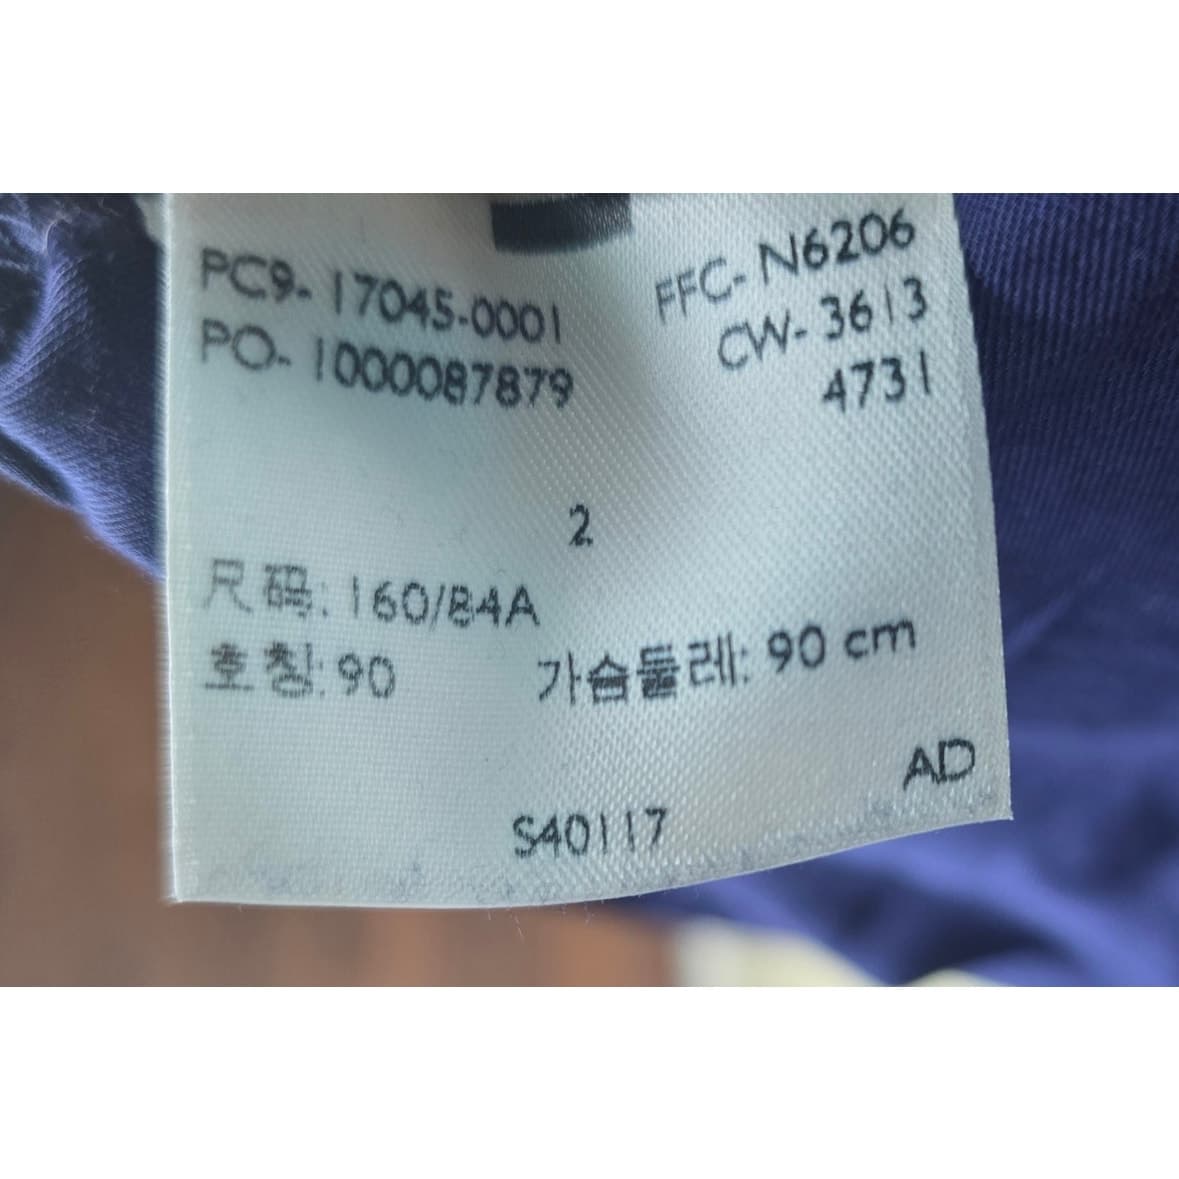 PC9- 17045-0001 FFC- N6206
PO- 1000087879 CW- 3613
4731
2
尺码: 160/84A
호칭: 90 가슴둘레: 90 cm
AD
S40117